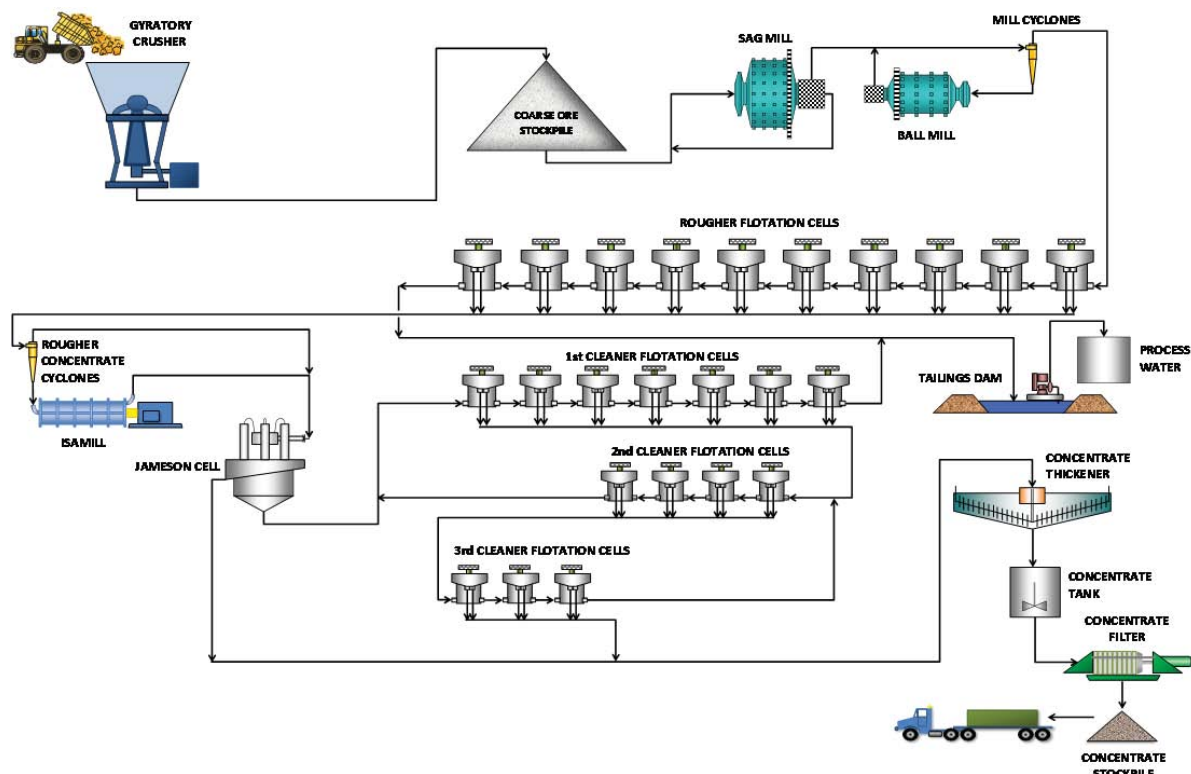 GYRATORY
CRUSHER
MILL CYCLONES
SAG MILL
COARSE ORE
STOCKPILE
BALL MILL
ROUGHER FLOTATION CELLS
ROUGHER
CONCENTRATE
CYCLONES
1st CLEANER FLOTATION CELLS
TAILINGS DAM
PROCESS
WATER
ISAMILL
JAMESON CELL
2nd CLEANER FLOTATION CELLS
CONCENTRATE
THICKENER
3rd CLEANER FLOTATION CELLS
CONCENTRATE
TANK
CONCENTRATE
FILTER
CONCENTRATE
STOCKPILE